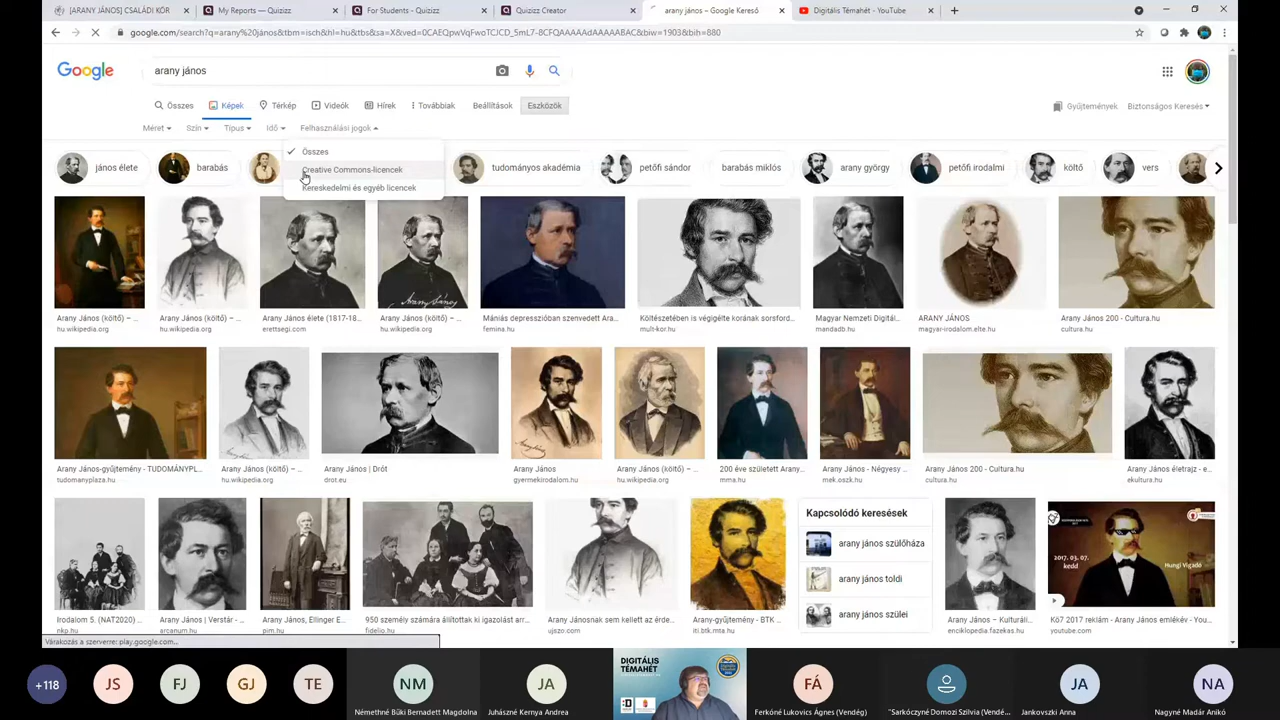 [ARANY JÁNOS] CSALÁDI KÖR
My Reports — Quizizz
For Students - Quizizz
Quizizz Creator
arany jános – Google Kereső
Digitális Témahét - YouTube
google.com/search?q=arany%20jános&tbm=isch&hl=hu&tbs&sa=X&ved=0CAEQpwVqFwoTCJCD_5mL7-8CFQAAAAAdAAAAABAC&biw=1903&bih=880
Google
arany jános
Összes
Képek
Térkép
Videók
Hírek
Továbbiak
Beállítások
Eszközök
Gyűjtemények
Biztonságos Keresés
Méret
Szín
Típus
Idő
Felhasználási jogok
Összes
Creative Commons-licencek
Kereskedelmi és egyéb licencek
jános élete
barabás
tudományos akadémia
petőfi sándor
barabás miklós
arany györgy
petőfi irodalmi
költő
vers
Arany János (költő) – ...
hu.wikipedia.org
Arany János (költő) – ...
hu.wikipedia.org
Arany János élete (1817-18...
erettsegi.com
Arany János (költő) – ...
hu.wikipedia.org
Mániás depresszióban szenvedett Ara...
femina.hu
Költészetében is végigélte korának sorsford...
mult-kor.hu
Magyar Nemzeti Digitál...
mandadb.hu
ARANY JÁNOS
magyar-irodalom.elte.hu
Arany János 200 - Cultura.hu
cultura.hu
Arany János-gyűjtemény - TUDOMÁNYPL...
tudomanyplaza.hu
Arany János (költő) – ...
hu.wikipedia.org
Arany János | Drót
drot.eu
Arany János
gyermekirodalom.hu
Arany János (költő) – ...
hu.wikipedia.org
200 éve született Arany...
mma.hu
Arany János - Négyesy ...
mek.oszk.hu
Arany János 200 - Cultura.hu
cultura.hu
Arany János életrajz - e...
ekultura.hu
Irodalom 5. (NAT2020) ...
nkp.hu
Arany János | Verstár - ...
arcanum.hu
Arany János, Ellinger E...
pim.hu
950 személy számára állítottak ki igazolást arr...
fidelio.hu
Arany Jánosnak sem kellett az érde...
ujszo.com
Arany-gyűjtemény - BTK ...
iti.btk.mta.hu
Kapcsolódó keresések
arany jános szülőháza
arany jános toldi
arany jános szülei
Arany János – Kulturáli...
enciklopedia.fazekas.hu
2017. 03. 07.
kedd
Hungi Vigadó
Kö7 2017 reklám - Arany János emlékév - You...
youtube.com
Várakozás a szerverre: play.google.com...
+118
JS
FJ
GJ
TE
NM
Némethné Büki Bernadett Magdolna
JA
Juhászné Kernya Andrea
DIGITÁLIS
TÉMAHÉT
FÁ
Ferkóné Lukovics Ágnes (Vendég)
"Sarkóczyné Domozi Szilvia (Vendé...
JA
Jankovszki Anna
NA
Nagyné Madár Anikó